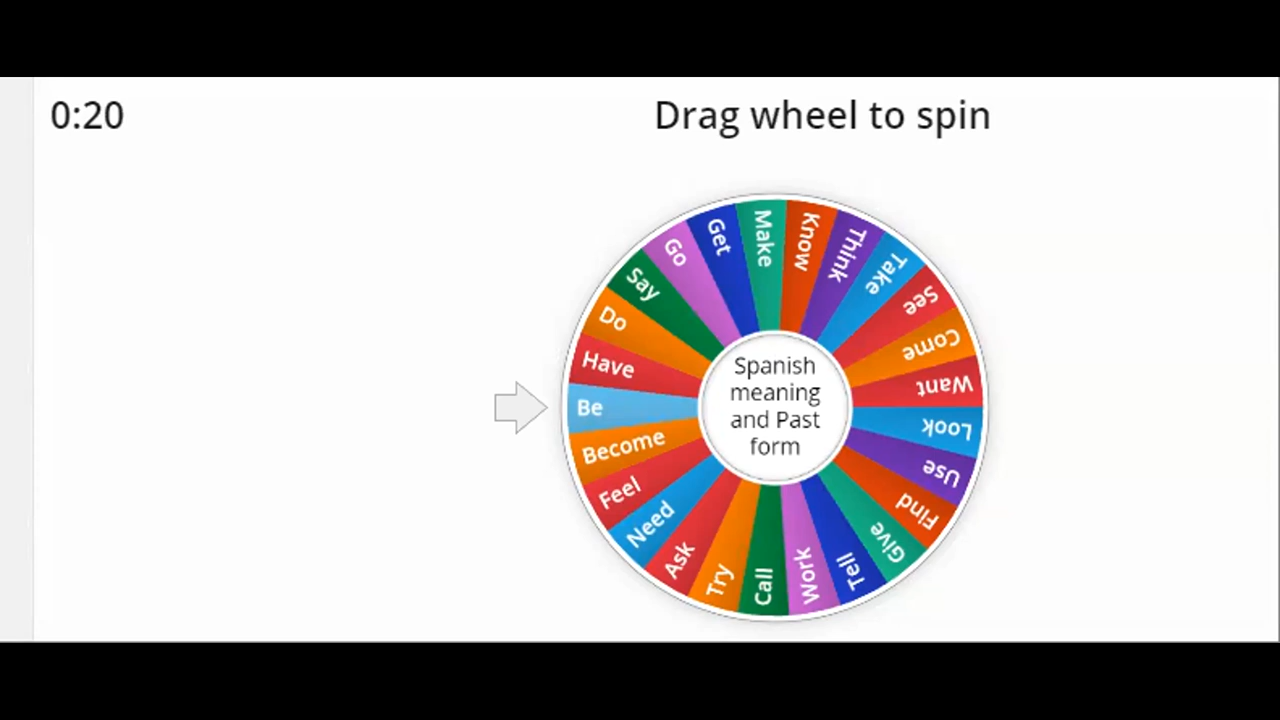 0:20
Drag wheel to spin
Be
Have
Do
Say
Go
Get
Make
Know
Think
Take
See
Come
Want
Look
Use
Find
Give
Tell
Work
Call
Try
Ask
Need
Feel
Become
Spanish
meaning
and Past
form